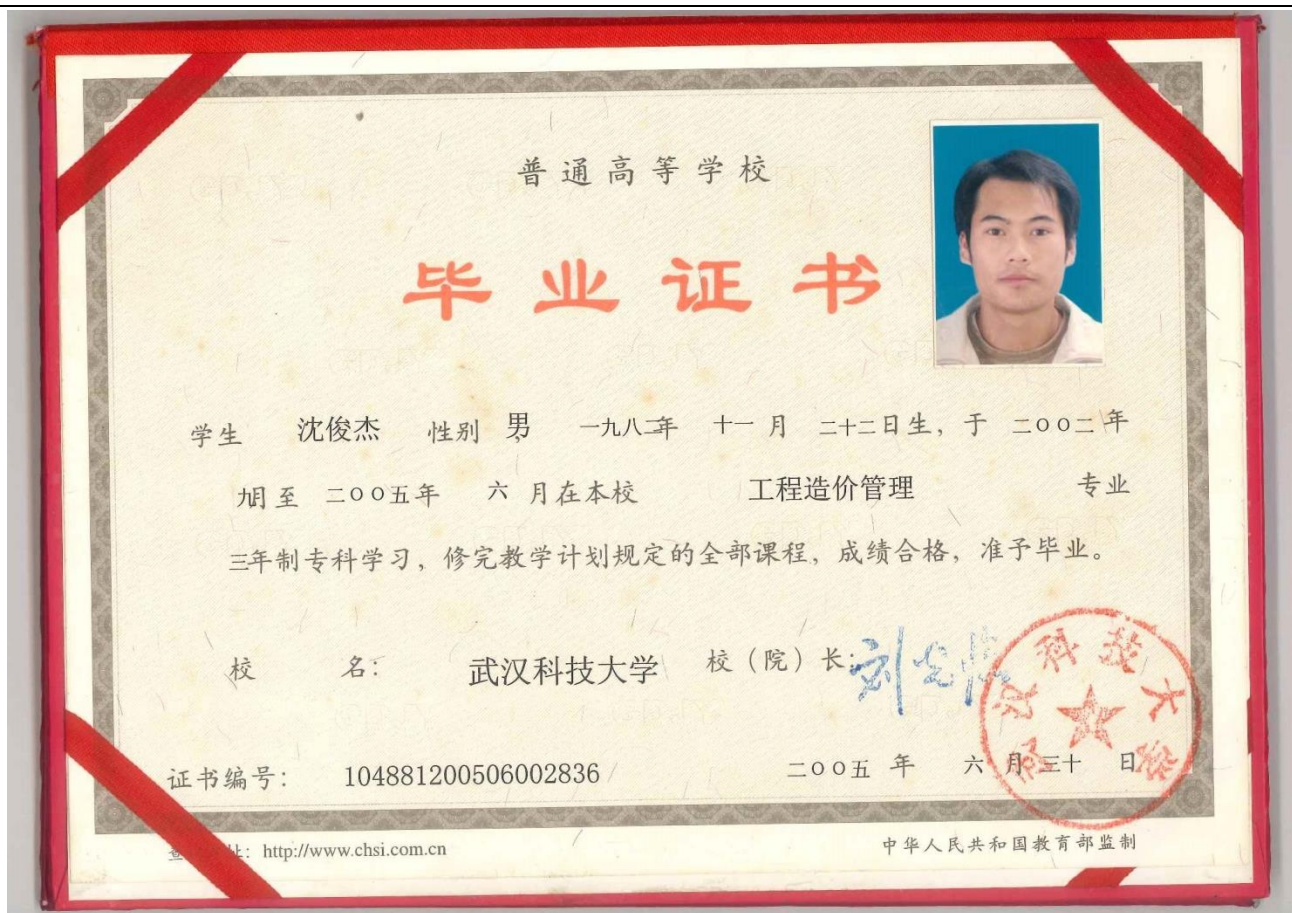 普通高等学校
毕业证书
学生 沈俊杰 性别 男 一九八二年 十一月 二十二日生，于 二〇〇二年
九月至 二〇〇五年 六 月在本校 工程造价管理 专业
三年制专科学习，修完教学计划规定的全部课程，成绩合格，准予毕业。
校 名： 武汉科技大学 校（院）长：
武汉科技大学
证书编号： 104881200506002836 二〇〇五 年 六 月 三十 日
址： http://www.chsi.com.cn 中华人民共和国教育部监制